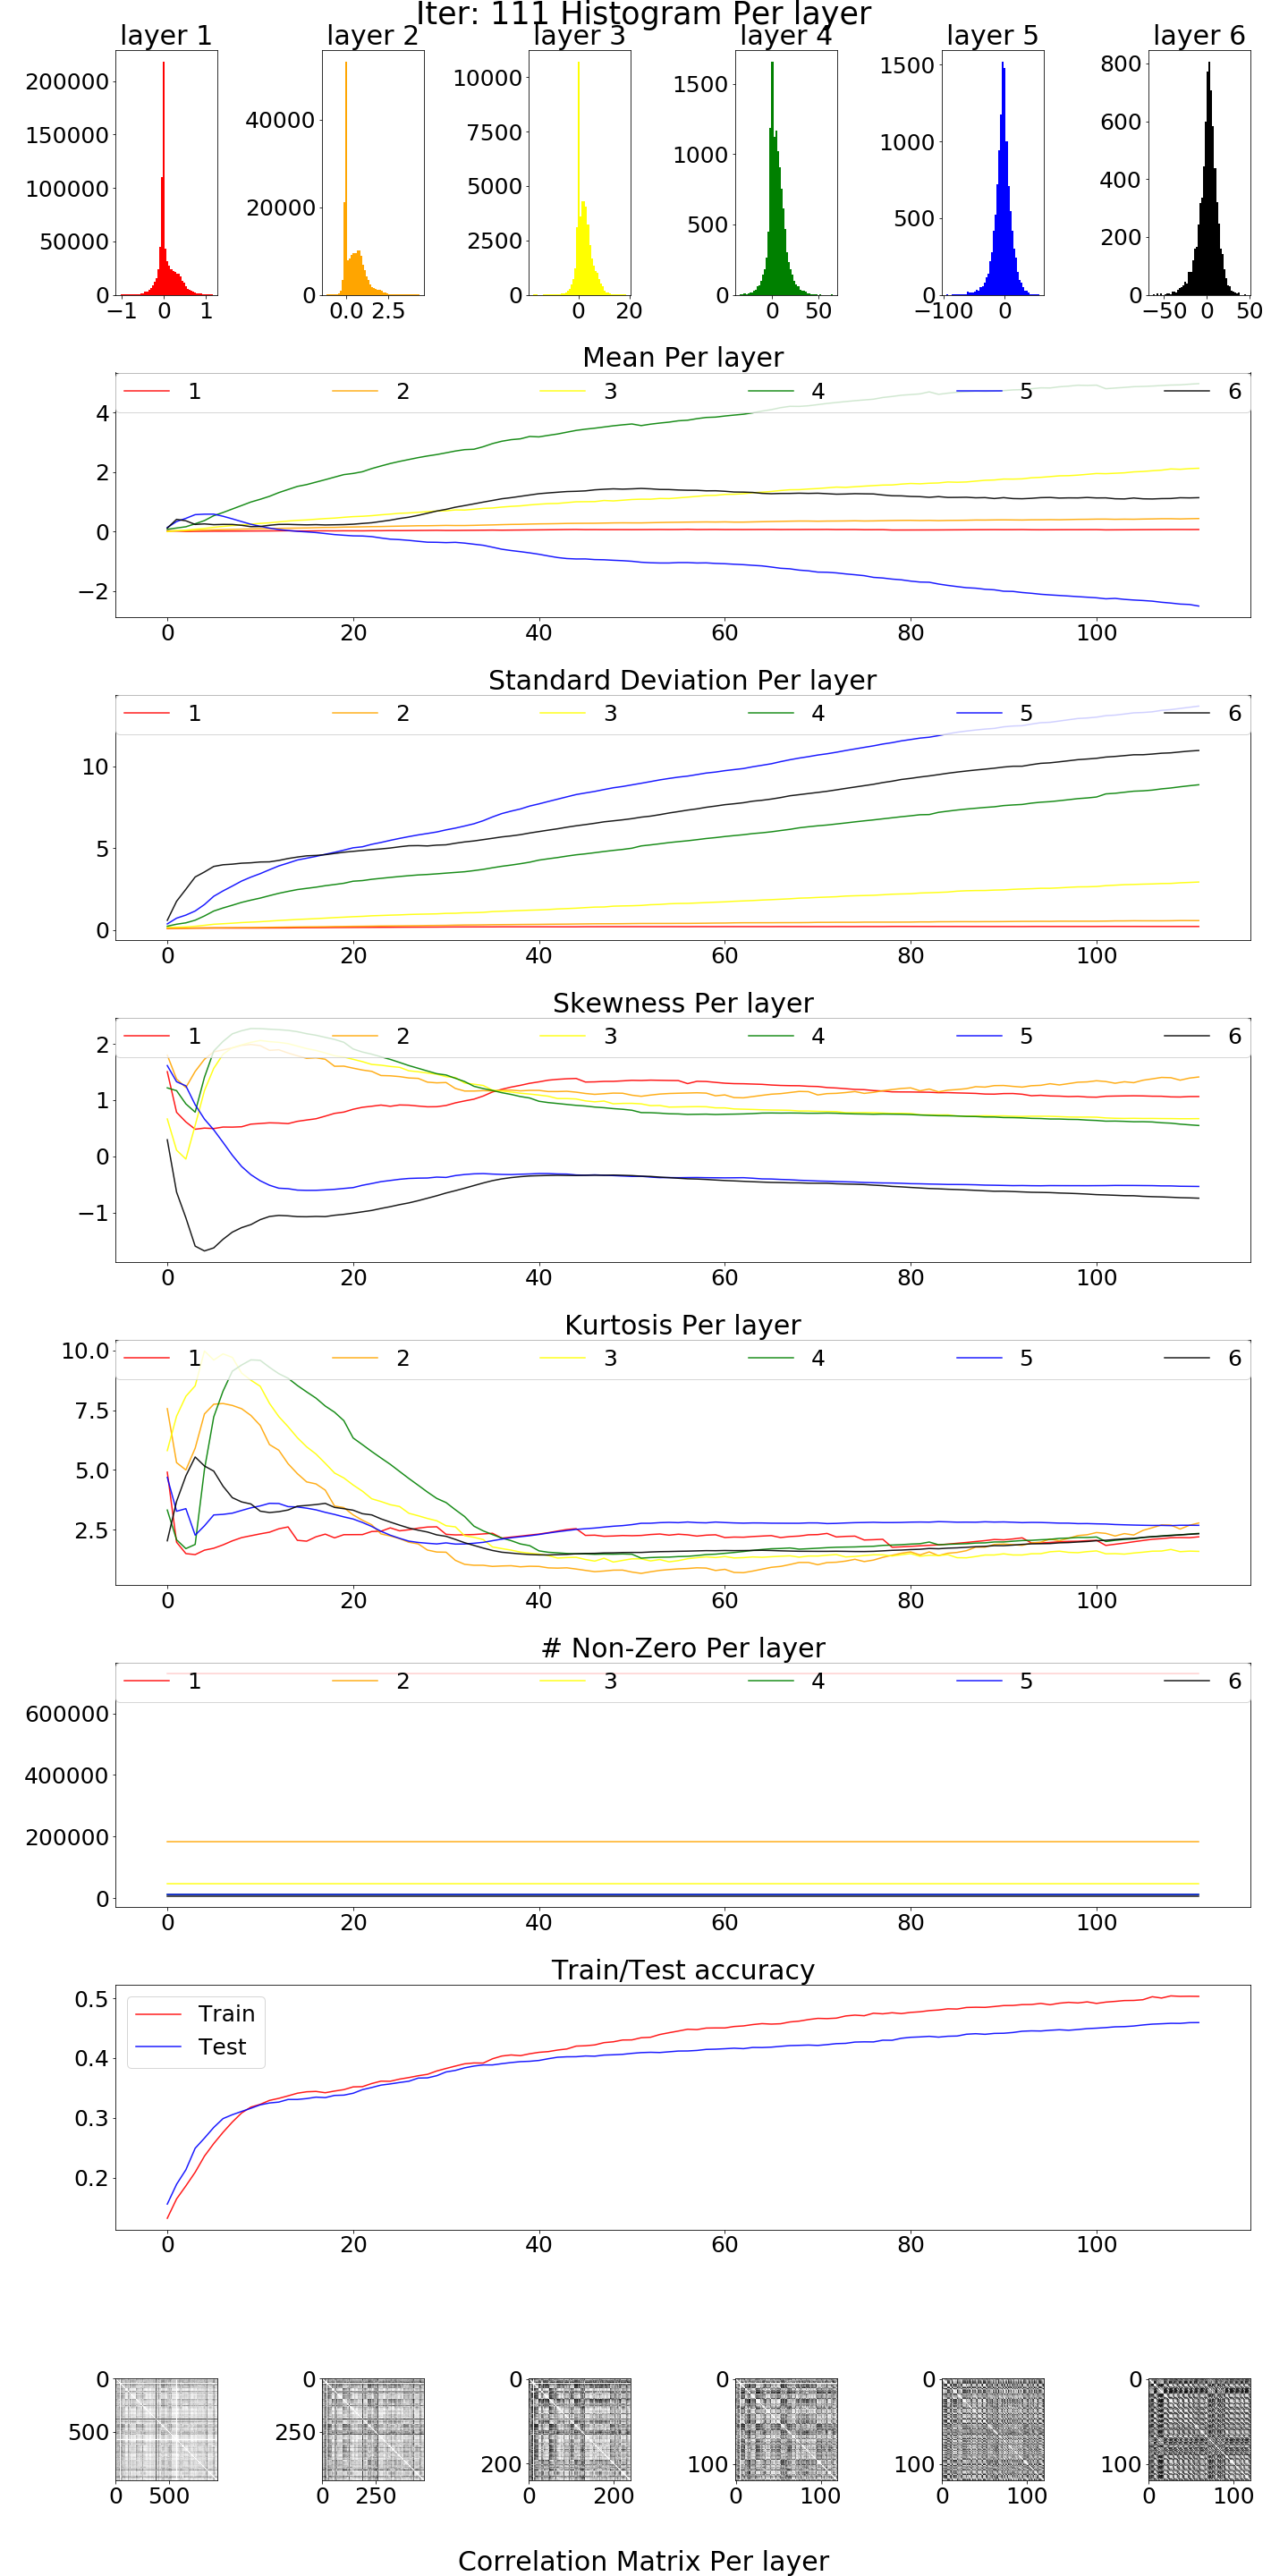 Iter: 111 Histogram Per layer
layer 1 layer 2 layer 3 layer 4 layer 5 layer 6
200000 150000 100000 50000 0
−1 0 1
40000 20000 0
0.0 2.5
10000 7500 5000 2500 0
0 20
1500 1000 500 0
0 50
1500 1000 500 0
−100 0
800 600 400 200 0
−50 0 50
Mean Per layer
1 2 3 4 5 6
4
2
0
−2
0 20 40 60 80 100
Standard Deviation Per layer
1 2 3 4 5 6
10
5
0
0 20 40 60 80 100
Skewness Per layer
1 2 3 4 5 6
2
1
0
−1
0 20 40 60 80 100
Kurtosis Per layer
1 2 3 4 5 6
10.0
7.5
5.0
2.5
0 20 40 60 80 100
# Non-Zero Per layer
1 2 3 4 5 6
600000
400000
200000
0
0 20 40 60 80 100
Train/Test accuracy
Train
Test
0.5
0.4
0.3
0.2
0 20 40 60 80 100
0 500
0 500
0 250
0 250
0 200
0 200
0 100
0 100
0 100
0 100
0 100
0 100
Correlation Matrix Per layer